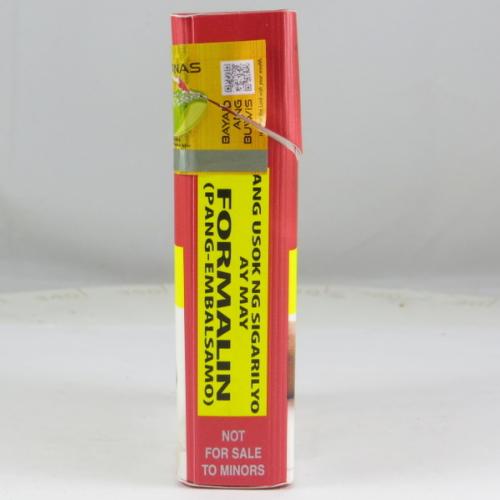 NAS
BAYAD
ANG
BUWIS
ANG USOK NG SIGARILYO
AY MAY
FORMALIN
(PANG-EMBALSAMO)
NOT
FOR SALE
TO MINORS